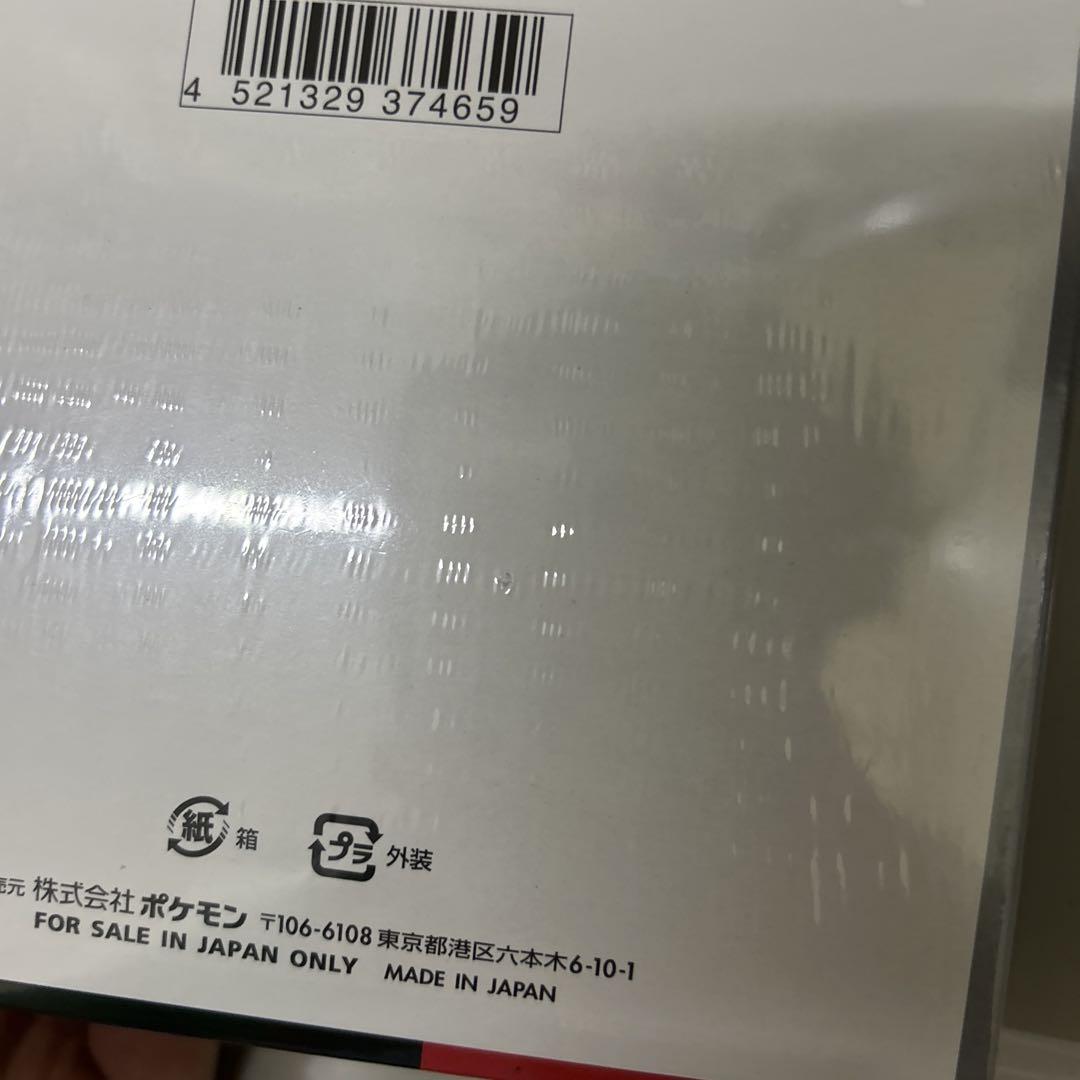 4 521329 374659
紙 箱 プラ 外装
売元 株式会社ポケモン 〒106-6108 東京都港区六本木6-10-1
FOR SALE IN JAPAN ONLY MADE IN JAPAN